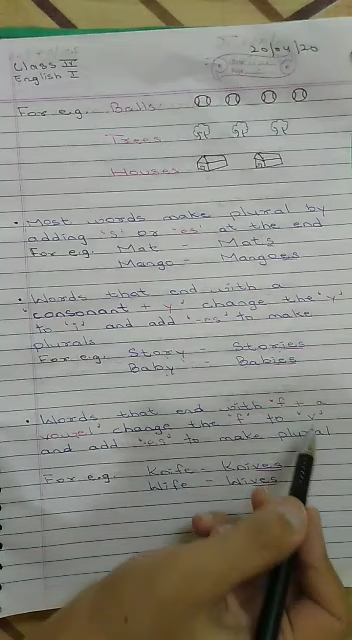 Class III
English I
20/04/20
For e.g. Balls
Trees
Houses
• Most words make plural by
adding 's' or 'es' at the end
For e.g. Mat - Mats
Mango - Mangoes
• Words that end with a
'consonant + y' change the 'y'
to 'i' and add '-es' to make
plurals
For e.g. Story - Stories
Baby - Babies
• Words that end with 'f + a
vowel' change the 'f' to 'v'
and add 'es' to make plural
For e.g. Knife - Knives
Wife - Wives